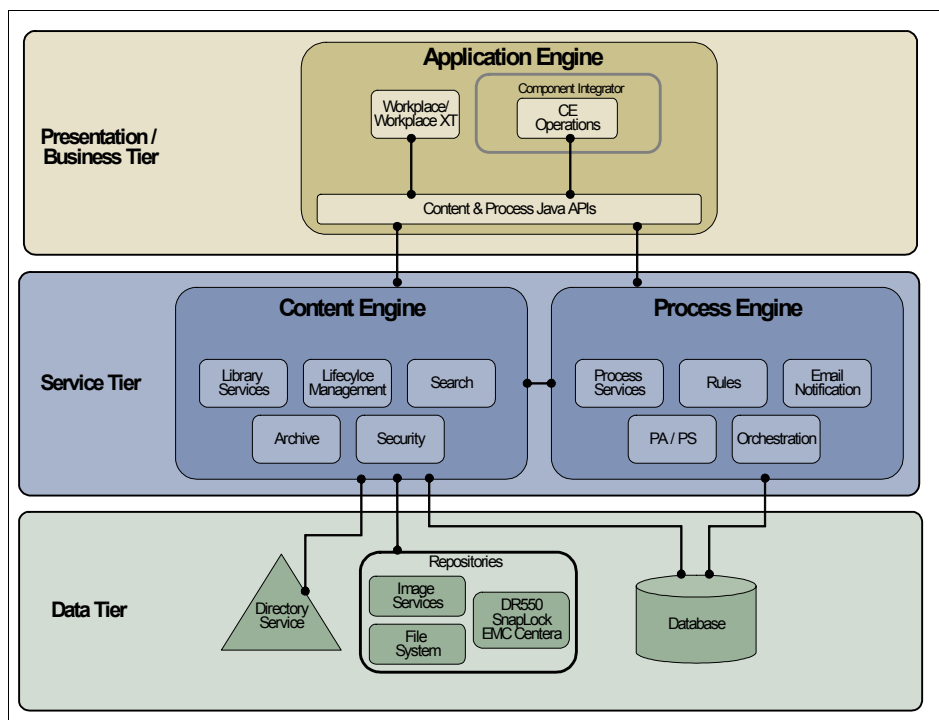 Application Engine
Component Integrator
Workplace/
Workplace XT
CE
Operations
Presentation /
Business Tier
Content & Process Java APIs
Content Engine
Process Engine
Service Tier
Library
Services
Lifecylce
Management
Search
Process
Services
Rules
Email
Notification
Archive
Security
PA / PS
Orchestration
Repositories
Data Tier
Directory
Service
Image
Services
File
System
DR550
SnapLock
EMC Centera
Database